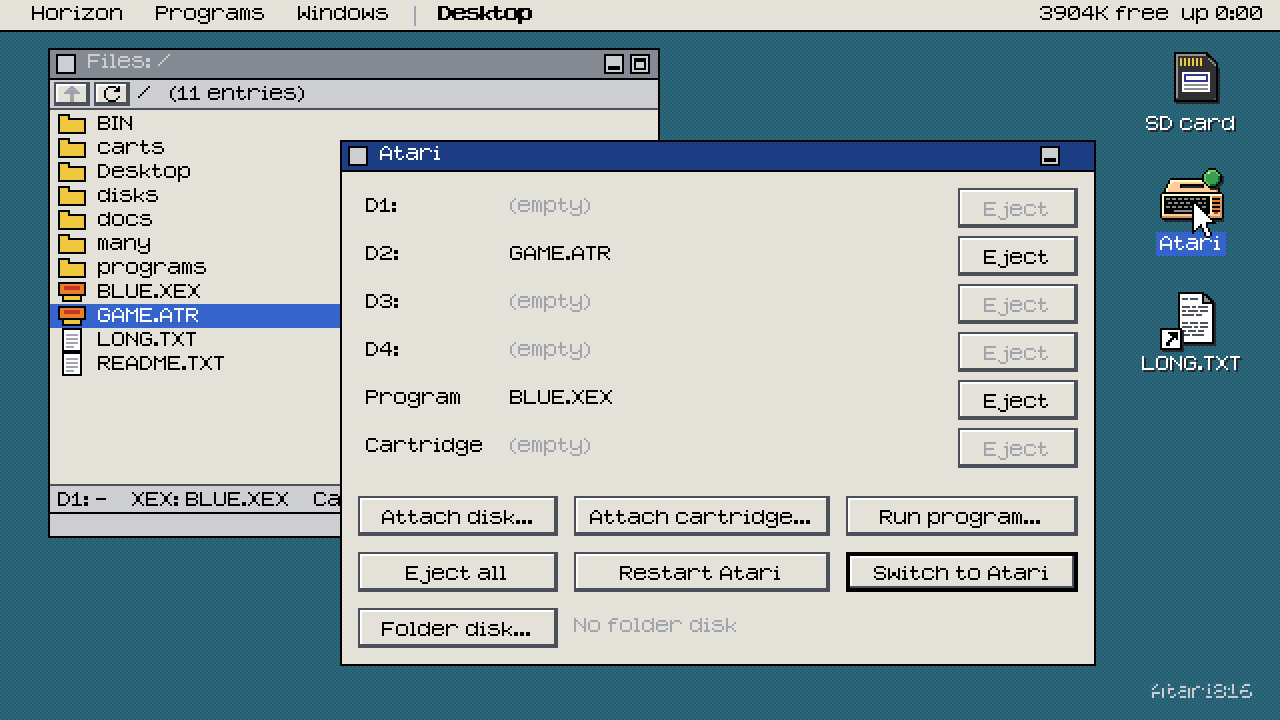 Horizon Programs Windows | Desktop 3904K free up 0:00
Files: /
/ (11 entries)
BIN
carts
Desktop
disks
docs
many
programs
BLUE.XEX
GAME.ATR
LONG.TXT
README.TXT
D1: - XEX: BLUE.XEX Ca
Atari
D1: (empty) Eject
D2: GAME.ATR Eject
D3: (empty) Eject
D4: (empty) Eject
Program BLUE.XEX Eject
Cartridge (empty) Eject
Attach disk... Attach cartridge... Run program...
Eject all Restart Atari Switch to Atari
Folder disk... No folder disk
SD card
Atari
LONG.TXT
Atari816